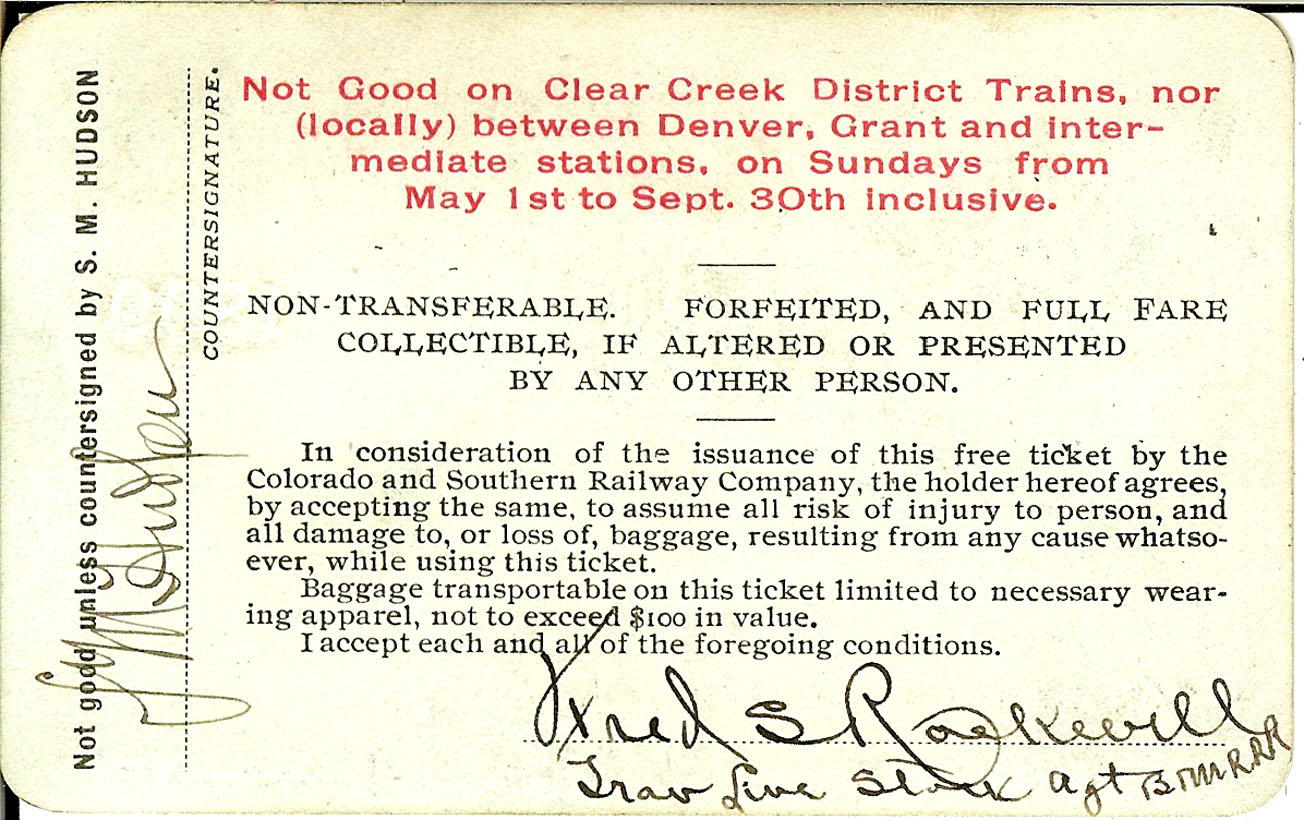 Not Good on Clear Creek District Trains, nor
(locally) between Denver, Grant and inter-
mediate stations, on Sundays from
May 1st to Sept. 30th inclusive.
NON-TRANSFERABLE. FORFEITED, AND FULL FARE
COLLECTIBLE, IF ALTERED OR PRESENTED
BY ANY OTHER PERSON.
In consideration of the issuance of this free ticket by the
Colorado and Southern Railway Company, the holder hereof agrees,
by accepting the same, to assume all risk of injury to person, and
all damage to, or loss of, baggage, resulting from any cause whatso-
ever, while using this ticket.
Baggage transportable on this ticket limited to necessary wear-
ing apparel, not to exceed $100 in value.
I accept each and all of the foregoing conditions.
Fred S Rockwell
Trav Live Stock Agt B&MRRR
Not good unless countersigned by S. M. HUDSON
S M Hudson
COUNTERSIGNATURE.